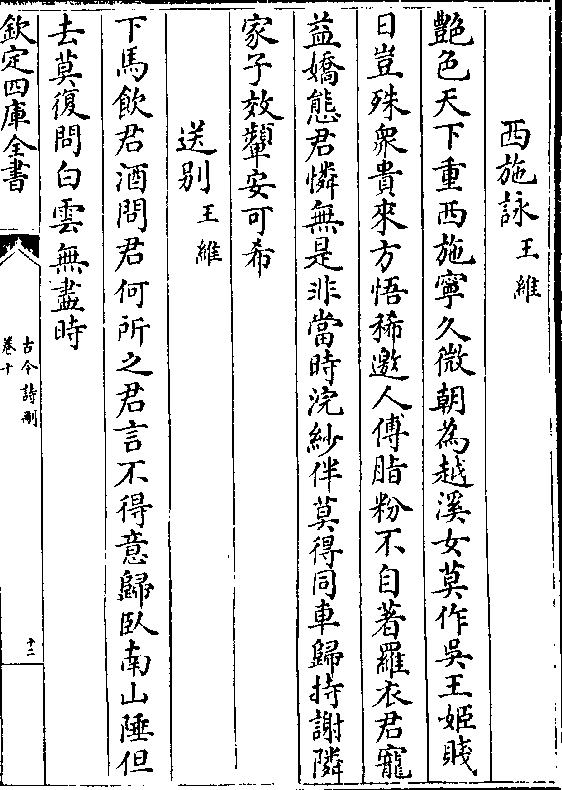 西施詠 王維
艷色天下重西施寧久微朝為越溪女莫作吳王姬賤
日豈殊衆貴來方悟稀邀人傅脂粉不自著羅衣君寵
益嬌態君憐無是非當時浣紗伴莫得同車歸持謝隣
家子效顰安可希
送别 王維
下馬飲君酒問君何所之君言不得意歸臥南山陲但
去莫復問白雲無盡時
欽定四庫全書
古今詩刪
卷十
十二